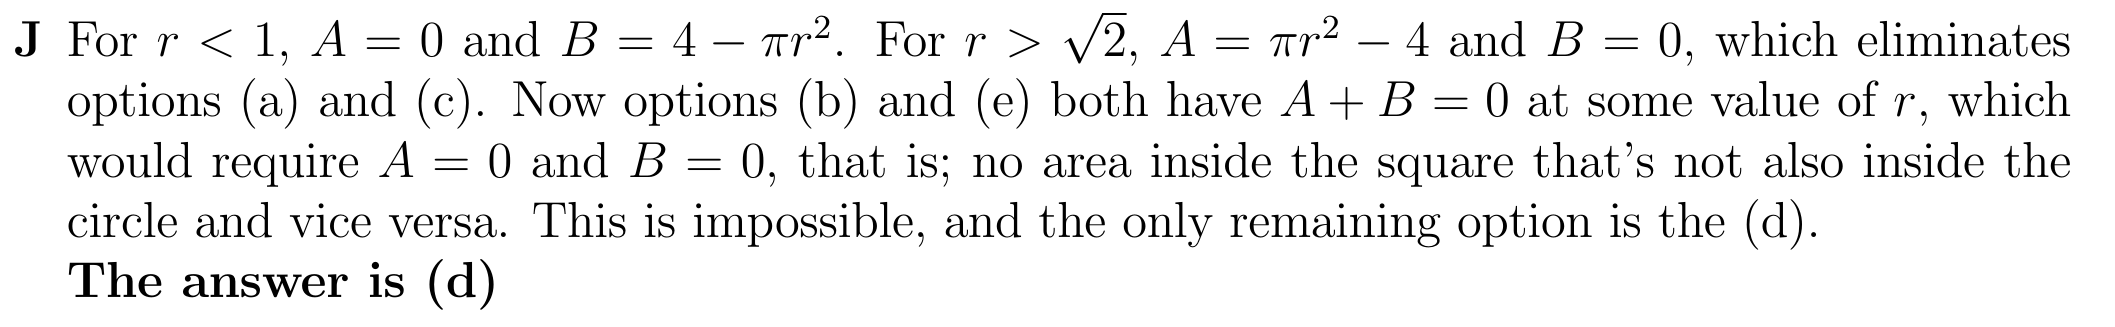 J For r < 1, A = 0 and B = 4 − πr². For r > √2, A = πr² − 4 and B = 0, which eliminates
options (a) and (c). Now options (b) and (e) both have A + B = 0 at some value of r, which
would require A = 0 and B = 0, that is; no area inside the square that’s not also inside the
circle and vice versa. This is impossible, and the only remaining option is the (d).
The answer is (d)